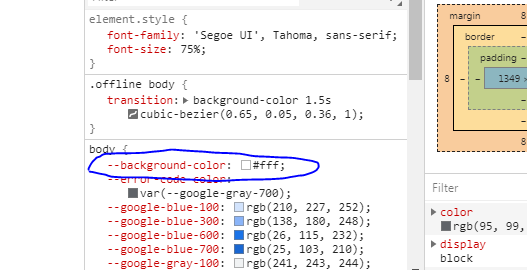 element.style {
font-family: 'Segoe UI', Tahoma, sans-serif;
font-size: 75%;
}
.offline body {
transition: background-color 1.5s
cubic-bezier(0.65, 0.05, 0.36, 1);
}
body {
--background-color: #fff;
--error-code-color:
var(--google-gray-700);
--google-blue-100: rgb(210, 227, 252);
--google-blue-300: rgb(138, 180, 248);
--google-blue-600: rgb(26, 115, 232);
--google-blue-700: rgb(25, 103, 210);
--google-gray-100: rgb(241, 243, 244);
margin 8
border –
padding –
8 – – 1349 ×
Filter
color
rgb(95, 99,
display
block